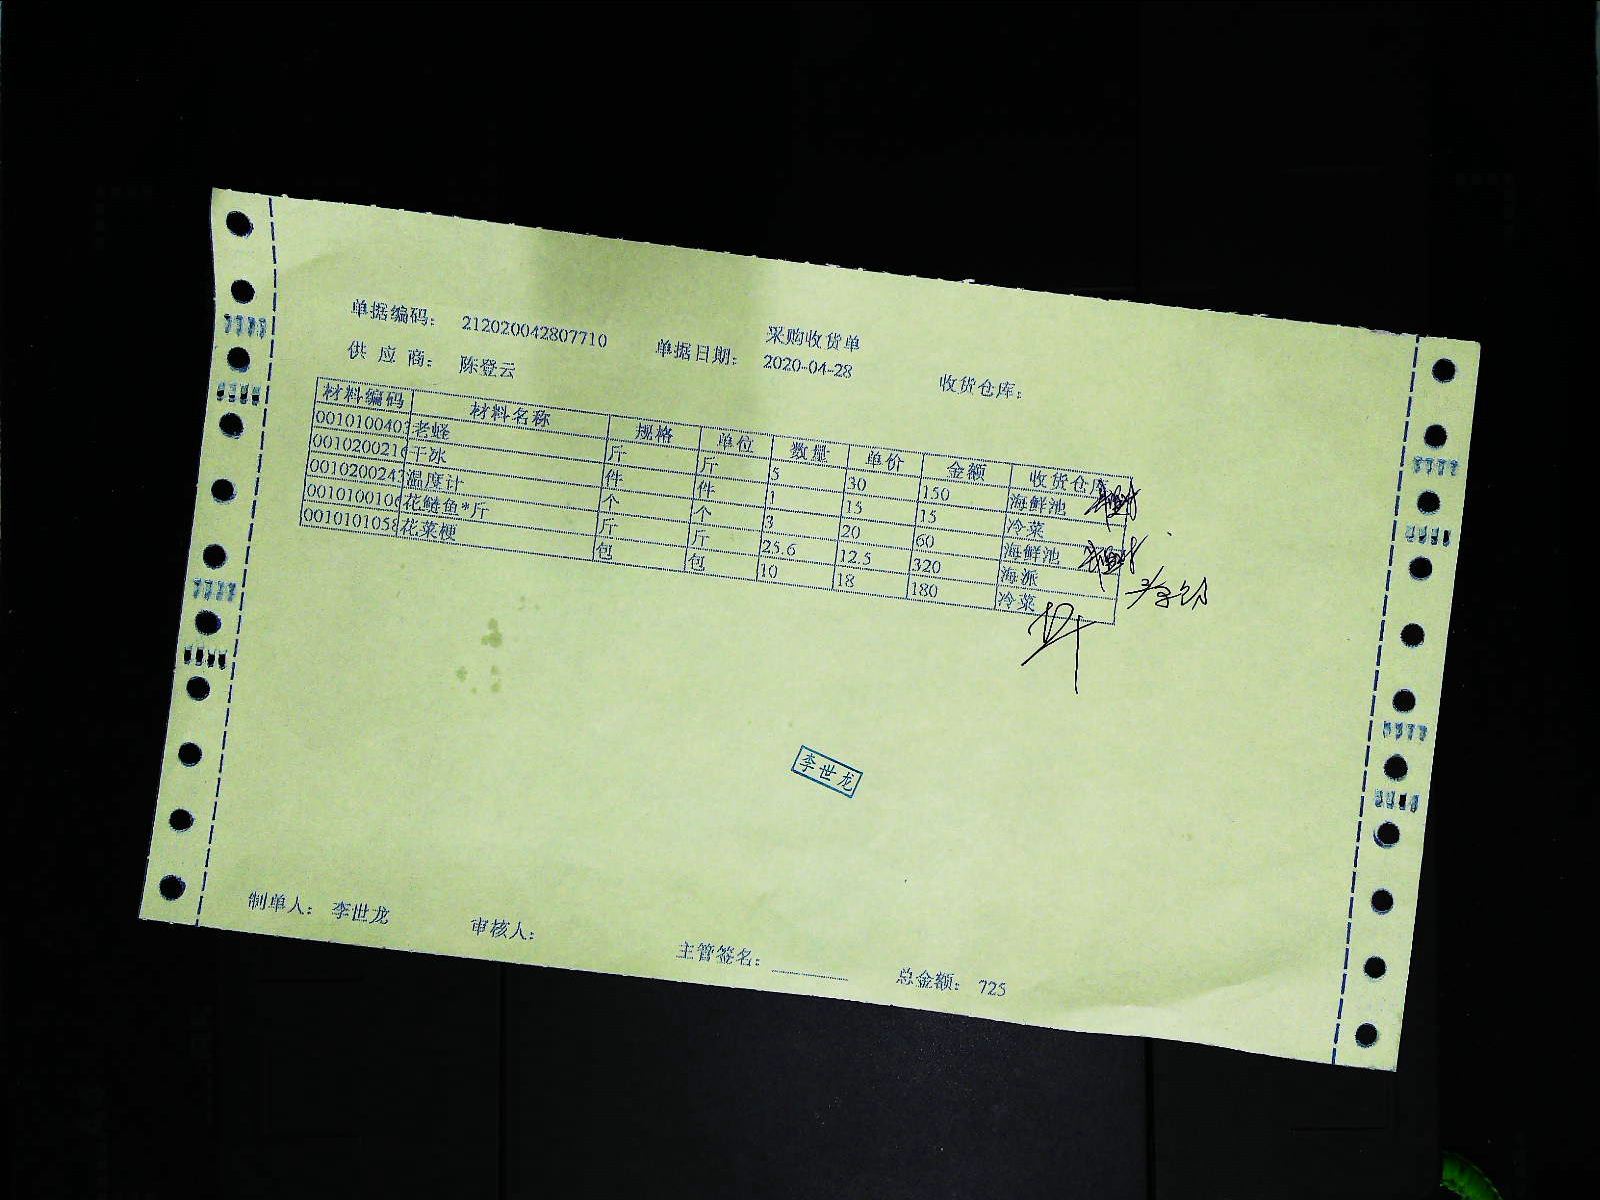 采购收货单
单据编码： 212020042807710 单据日期： 2020-04-28 收货仓库：
供 应 商： 陈登云
材料编码 材料名称 规格 单位 数量 单价 金额 收货仓库
0010100403 老蛏 斤 斤 5 30 150 海鲜池
0010200216 干冰 件 件 1 15 15 冷菜
0010200243 温度计 个 个 3 20 60 海鲜池
0010100106 花鲢鱼*斤 斤 斤 25.6 12.5 320 海派
0010101058 花菜梗 包 包 10 18 180 冷菜
李世龙
制单人： 李世龙 审核人： 主管签名： 总金额： 725